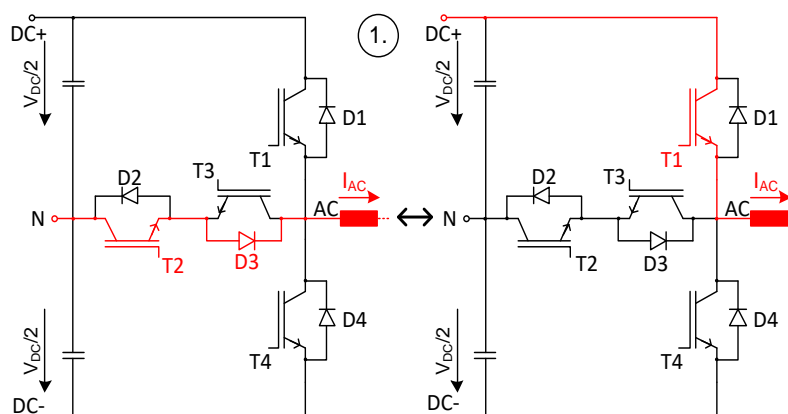 DC+
V_DC/2
1.
D1
T1
D2
T3
I_AC
N
AC
T2
D3
V_DC/2
D4
T4
DC-
DC+
V_DC/2
D1
T1
D2
T3
I_AC
N
AC
T2
D3
V_DC/2
D4
T4
DC-